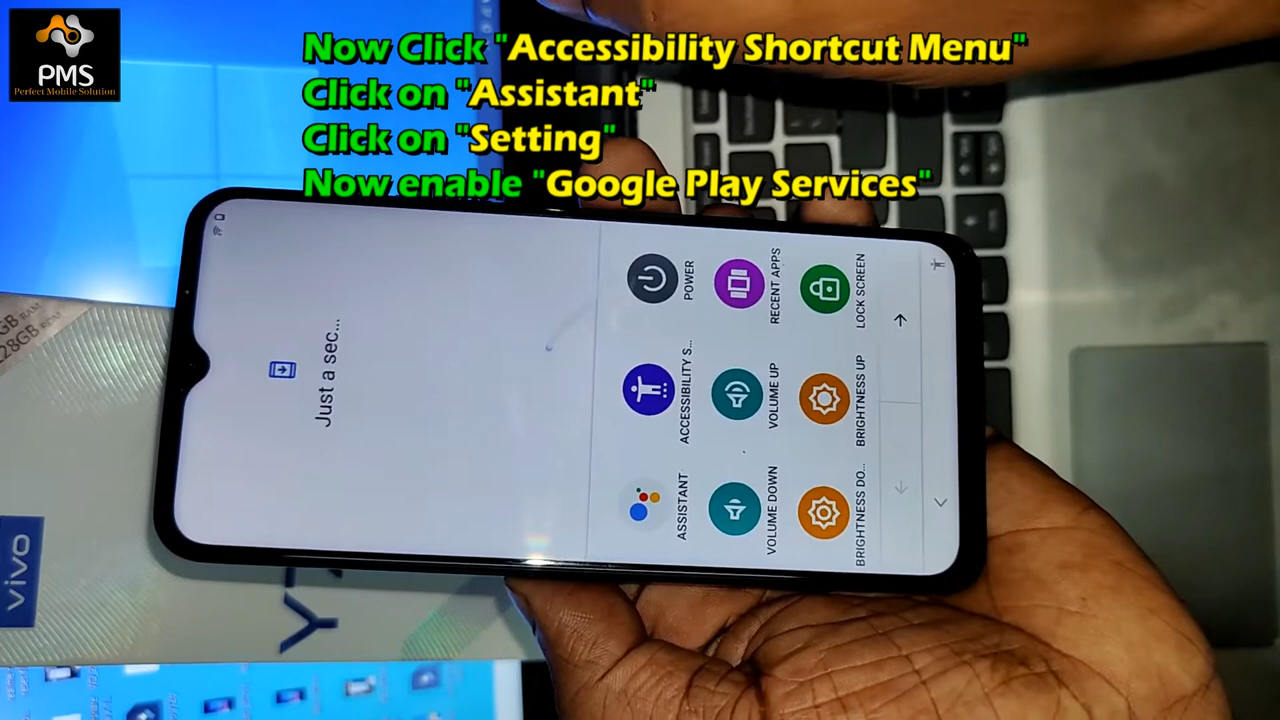 PMS
Perfect Mobile Solution
Now Click "Accessibility Shortcut Menu"
Click on "Assistant"
Click on "Setting"
Now enable "Google Play Services"
Just a sec...
ASSISTANT
ACCESSIBILITY S...
POWER
VOLUME DOWN
VOLUME UP
RECENT APPS
BRIGHTNESS DO...
BRIGHTNESS UP
LOCK SCREEN
vivo
RAM
ROM